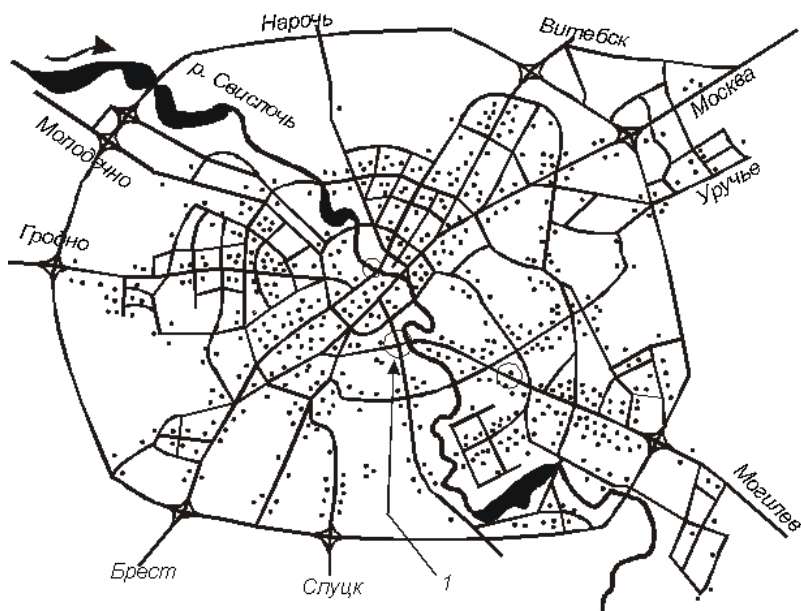 Нарочь
Витебск
р. Свислочь
Москва
Молодечно
Уручье
Гродно
Могилев
Брест
Слуцк
1